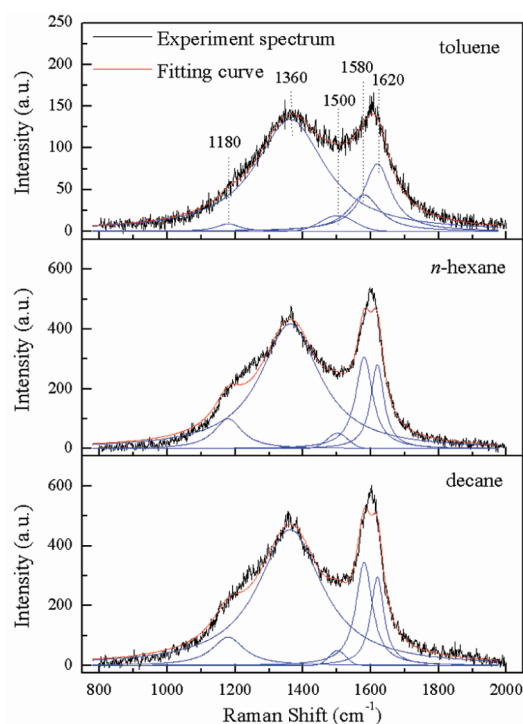 250
200
150
100
50
0
Intensity (a.u.)
Experiment spectrum
Fitting curve
toluene
1180
1360
1500
1580
1620
600
400
200
0
Intensity (a.u.)
n-hexane
600
400
200
0
Intensity (a.u.)
decane
800 1000 1200 1400 1600 1800 2000
Raman Shift (cm⁻¹)